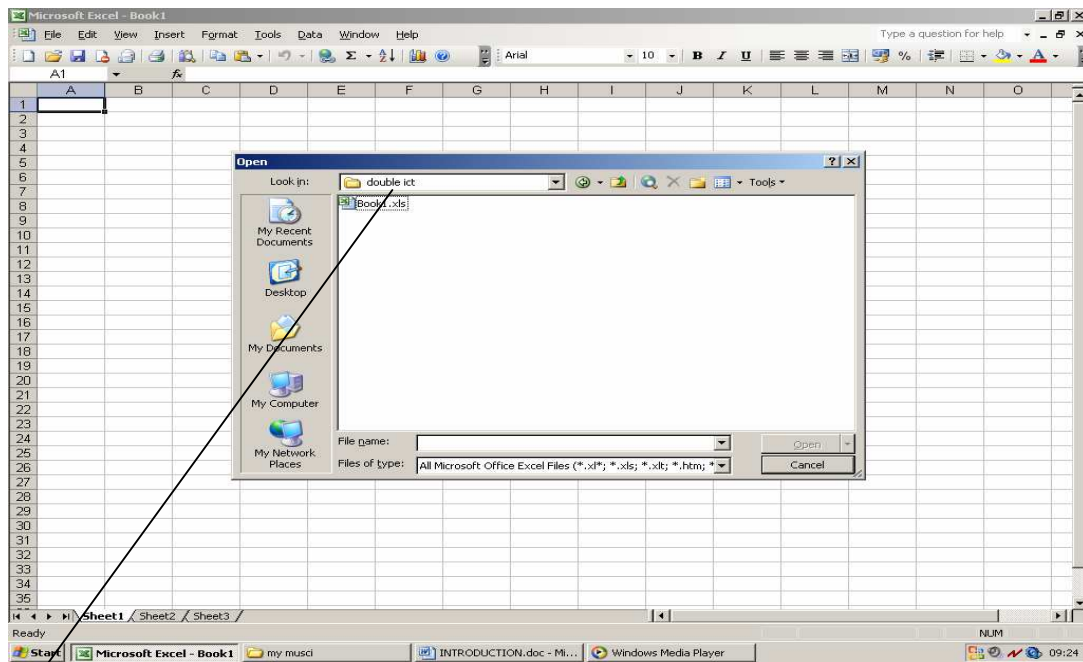 Microsoft Excel - Book1
File Edit View Insert Format Tools Data Window Help Type a question for help
Arial 10 B I U % A
A1 fx
A B C D E F G H I J K L M N O
1
2
3
4
5
6
7
8
9
10
11
12
13
14
15
16
17
18
19
20
21
22
23
24
25
26
27
28
29
30
31
32
33
34
35
Open
Look in: double ict Tools
Book1.xls
My Recent
Documents
Desktop
My Documents
My Computer
My Network
Places
File name: Open
Files of type: All Microsoft Office Excel Files (*.xl*; *.xls; *.xlt; *.htm; * Cancel
Sheet1 Sheet2 Sheet3
Ready NUM
Start Microsoft Excel - Book1 my musci INTRODUCTION.doc - Mi... Windows Media Player 09:24